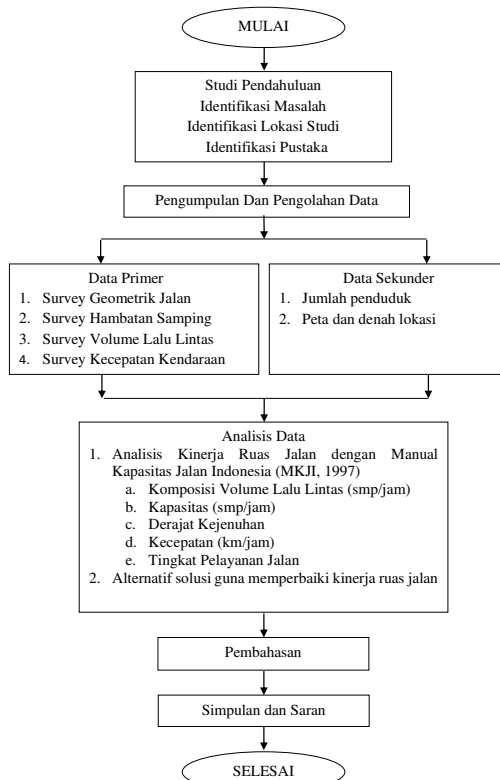 MULAI
Studi Pendahuluan
Identifikasi Masalah
Identifikasi Lokasi Studi
Identifikasi Pustaka
Pengumpulan Dan Pengolahan Data
Data Primer
1. Survey Geometrik Jalan
2. Survey Hambatan Samping
3. Survey Volume Lalu Lintas
4. Survey Kecepatan Kendaraan
Data Sekunder
1. Jumlah penduduk
2. Peta dan denah lokasi
Analisis Data
1. Analisis Kinerja Ruas Jalan dengan Manual
Kapasitas Jalan Indonesia (MKJI, 1997)
a. Komposisi Volume Lalu Lintas (smp/jam)
b. Kapasitas (smp/jam)
c. Derajat Kejenuhan
d. Kecepatan (km/jam)
e. Tingkat Pelayanan Jalan
2. Alternatif solusi guna memperbaiki kinerja ruas jalan
Pembahasan
Simpulan dan Saran
SELESAI